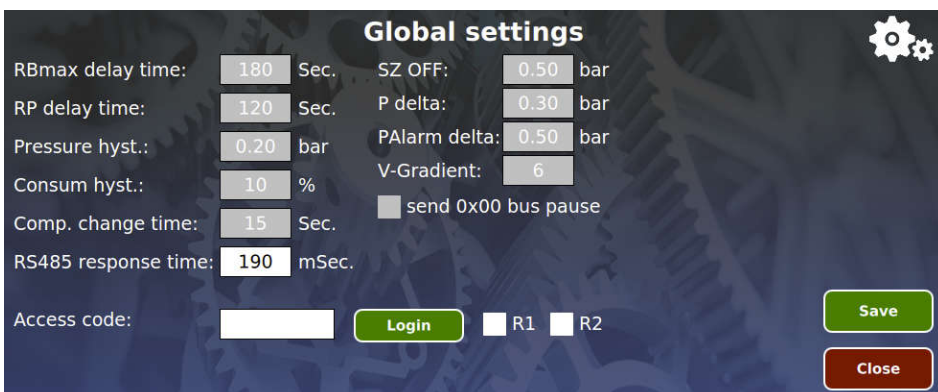 Global settings
RBmax delay time: 180 Sec.
RP delay time: 120 Sec.
Pressure hyst.: 0.20 bar
Consum hyst.: 10 %
Comp. change time: 15 Sec.
RS485 response time: 190 mSec.
SZ OFF: 0.50 bar
P delta: 0.30 bar
PAlarm delta: 0.50 bar
V-Gradient: 6
send 0x00 bus pause
Access code: Login R1 R2
Save
Close